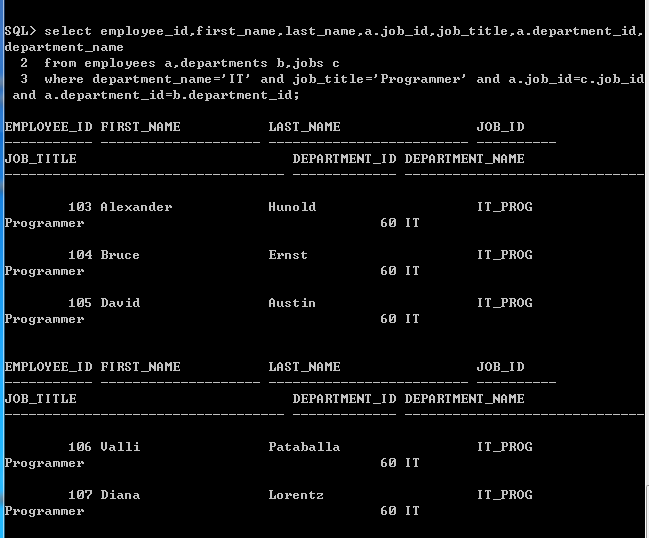 SQL> select employee_id,first_name,last_name,a.job_id,job_title,a.department_id,
department_name
  2  from employees a,departments b,jobs c
  3  where department_name='IT' and job_title='Programmer' and a.job_id=c.job_id
 and a.department_id=b.department_id;
EMPLOYEE_ID FIRST_NAME           LAST_NAME                 JOB_ID
----------- -------------------- ------------------------- ----------
JOB_TITLE                           DEPARTMENT_ID DEPARTMENT_NAME
----------------------------------- ------------- ------------------------------
        103 Alexander            Hunold                    IT_PROG
Programmer                                     60 IT
        104 Bruce                Ernst                     IT_PROG
Programmer                                     60 IT
        105 David                Austin                    IT_PROG
Programmer                                     60 IT
EMPLOYEE_ID FIRST_NAME           LAST_NAME                 JOB_ID
----------- -------------------- ------------------------- ----------
JOB_TITLE                           DEPARTMENT_ID DEPARTMENT_NAME
----------------------------------- ------------- ------------------------------
        106 Valli                Pataballa                 IT_PROG
Programmer                                     60 IT
        107 Diana                Lorentz                   IT_PROG
Programmer                                     60 IT